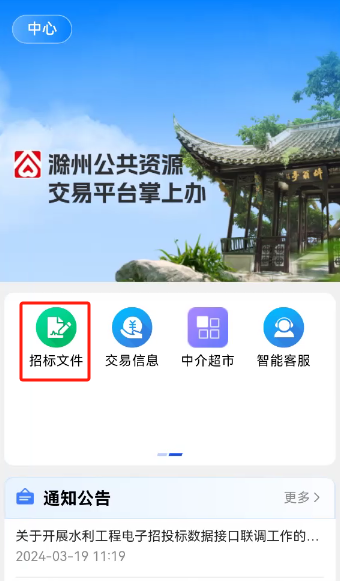 中心
滁州公共资源
交易平台掌上办
招标文件
交易信息
中介超市
智能客服
通知公告
更多
关于开展水利工程电子招投标数据接口联调工作的...
2024-03-19 11:19